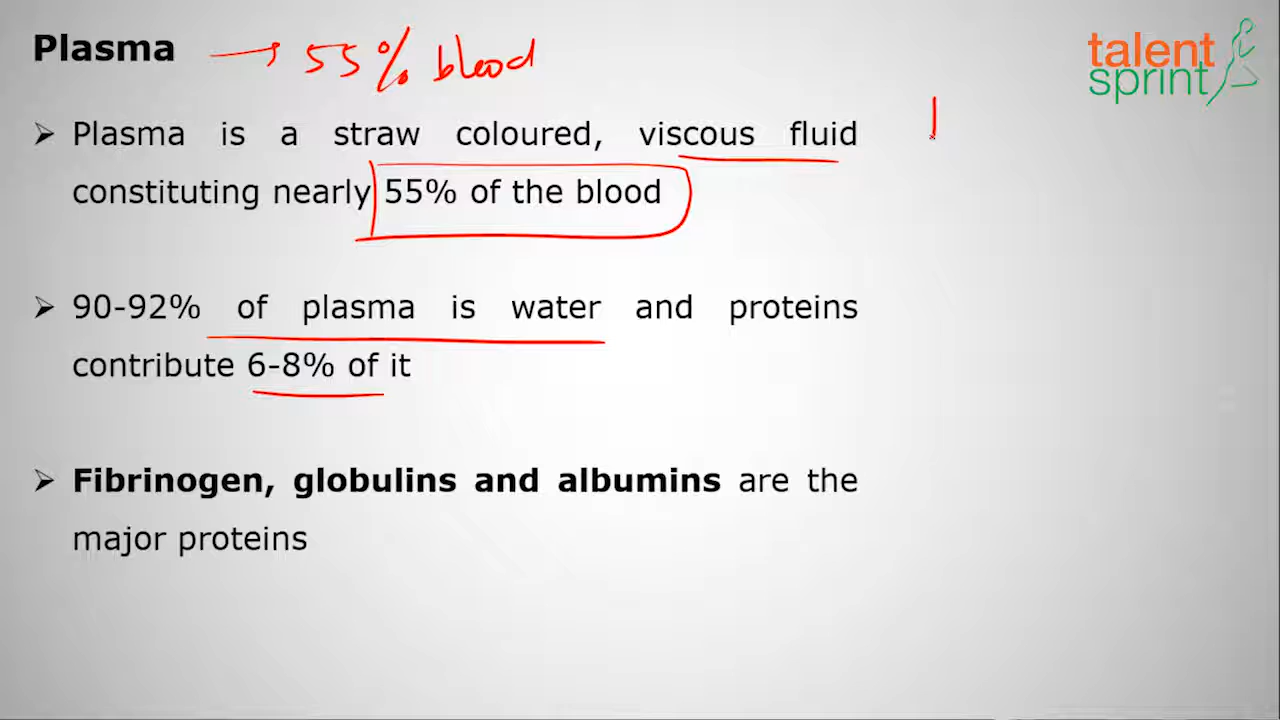 Plasma → 55% blood
talent
sprint
➤ Plasma is a straw coloured, viscous fluid
constituting nearly 55% of the blood
➤ 90-92% of plasma is water and proteins
contribute 6-8% of it
➤ Fibrinogen, globulins and albumins are the
major proteins